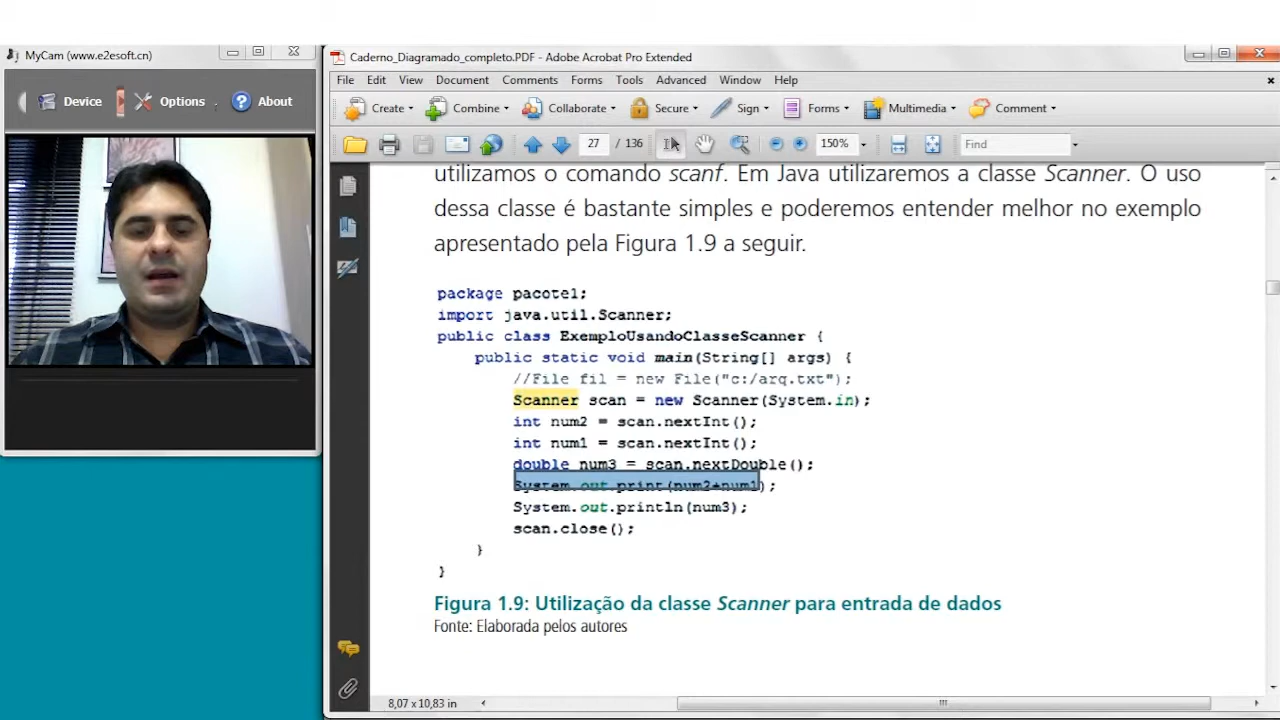 MyCam (www.e2esoft.cn)
Device
Options
About
Caderno_Diagramado_completo.PDF - Adobe Acrobat Pro Extended
File Edit View Document Comments Forms Tools Advanced Window Help
Create Combine Collaborate Secure Sign Forms Multimedia Comment
27 / 136 150% Find
utilizamos o comando scanf. Em Java utilizaremos a classe Scanner. O uso
dessa classe é bastante simples e poderemos entender melhor no exemplo
apresentado pela Figura 1.9 a seguir.
package pacote1;
import java.util.Scanner;
public class ExemploUsandoClasseScanner {
public static void main(String[] args) {
//File fil = new File("c:/arq.txt");
Scanner scan = new Scanner(System.in);
int num2 = scan.nextInt();
int num1 = scan.nextInt();
double num3 = scan.nextDouble();
System.out.print(num2+num1);
System.out.println(num3);
scan.close();
}
}
Figura 1.9: Utilização da classe Scanner para entrada de dados
Fonte: Elaborada pelos autores
8,07 x 10,83 in